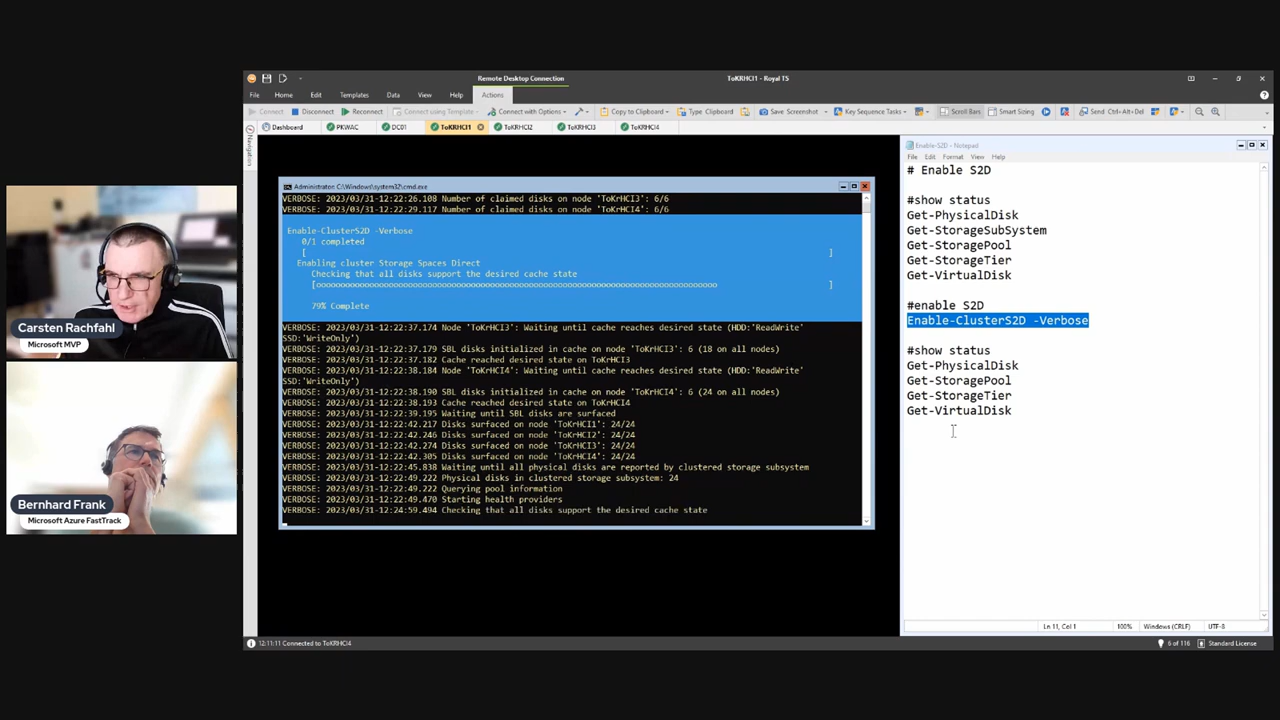 Remote Desktop Connection
ToKRHCI1 - Royal TS
File Home Edit Templates Data View Help Actions
Connect Disconnect Reconnect Connect using Template Connect with Options Copy to Clipboard Type Clipboard Save Screenshot Key Sequence Tasks Scroll Bars Smart Sizing Send Ctrl+Alt+Del
Dashboard PKWAC DC01 ToKRHCI1 ToKRHCI2 ToKRHCI3 ToKRHCI4
Navigation
Carsten Rachfahl
Microsoft MVP
Bernhard Frank
Microsoft Azure FastTrack
Administrator: C:\Windows\system32\cmd.exe
VERBOSE: 2023/03/31-12:22:26.108 Number of claimed disks on node 'ToKrHCI3': 6/6
VERBOSE: 2023/03/31-12:22:29.117 Number of claimed disks on node 'ToKrHCI4': 6/6
Enable-ClusterS2D -Verbose
0/1 completed
[ ]
Enabling cluster Storage Spaces Direct
Checking that all disks support the desired cache state
79% Complete
VERBOSE: 2023/03/31-12:22:37.174 Node 'ToKrHCI3': Waiting until cache reaches desired state (HDD:'ReadWrite'
SSD:'WriteOnly')
VERBOSE: 2023/03/31-12:22:37.179 SBL disks initialized in cache on node 'ToKrHCI3': 6 (18 on all nodes)
VERBOSE: 2023/03/31-12:22:37.182 Cache reached desired state on ToKrHCI3
VERBOSE: 2023/03/31-12:22:38.184 Node 'ToKrHCI4': Waiting until cache reaches desired state (HDD:'ReadWrite'
SSD:'WriteOnly')
VERBOSE: 2023/03/31-12:22:38.190 SBL disks initialized in cache on node 'ToKrHCI4': 6 (24 on all nodes)
VERBOSE: 2023/03/31-12:22:38.193 Cache reached desired state on ToKrHCI4
VERBOSE: 2023/03/31-12:22:39.195 Waiting until SBL disks are surfaced
VERBOSE: 2023/03/31-12:22:42.217 Disks surfaced on node 'ToKrHCI1': 24/24
VERBOSE: 2023/03/31-12:22:42.246 Disks surfaced on node 'ToKrHCI2': 24/24
VERBOSE: 2023/03/31-12:22:42.274 Disks surfaced on node 'ToKrHCI3': 24/24
VERBOSE: 2023/03/31-12:22:42.305 Disks surfaced on node 'ToKrHCI4': 24/24
VERBOSE: 2023/03/31-12:22:45.838 Waiting until all physical disks are reported by clustered storage subsystem
VERBOSE: 2023/03/31-12:22:49.222 Physical disks in clustered storage subsystem: 24
VERBOSE: 2023/03/31-12:22:49.222 Querying pool information
VERBOSE: 2023/03/31-12:22:49.470 Starting health providers
VERBOSE: 2023/03/31-12:24:59.494 Checking that all disks support the desired cache state
Enable-S2D - Notepad
File Edit Format View Help
# Enable S2D
#show status
Get-PhysicalDisk
Get-StorageSubSystem
Get-StoragePool
Get-StorageTier
Get-VirtualDisk
#enable S2D
Enable-ClusterS2D -Verbose
#show status
Get-PhysicalDisk
Get-StoragePool
Get-StorageTier
Get-VirtualDisk
Ln 11, Col 1 100% Windows (CRLF) UTF-8
12:11:11 Connected to ToKRHCI4
6 of 116 Standard License